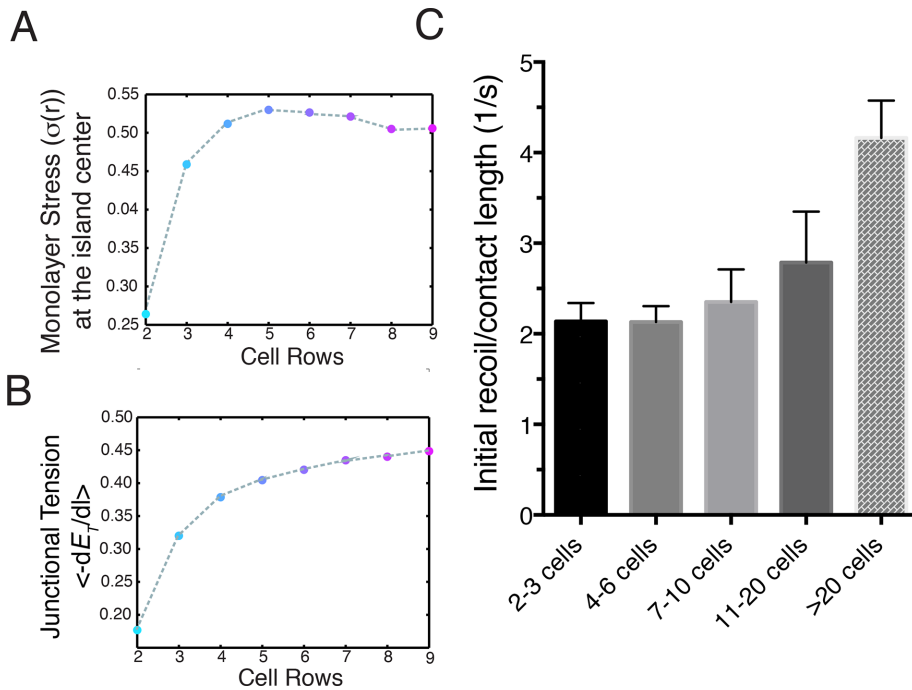 A
Monolayer Stress (σ(r))
at the island center
0.55
0.50
0.45
0.04
0.35
0.30
0.25
2 3 4 5 6 7 8 9
Cell Rows
B
Junctional Tension
<-dE_T/dl>
0.50
0.45
0.40
0.35
0.30
0.25
0.20
2 3 4 5 6 7 8 9
Cell Rows
C
Initial recoil/contact length (1/s)
5
4
3
2
1
0
2-3 cells
4-6 cells
7-10 cells
11-20 cells
>20 cells